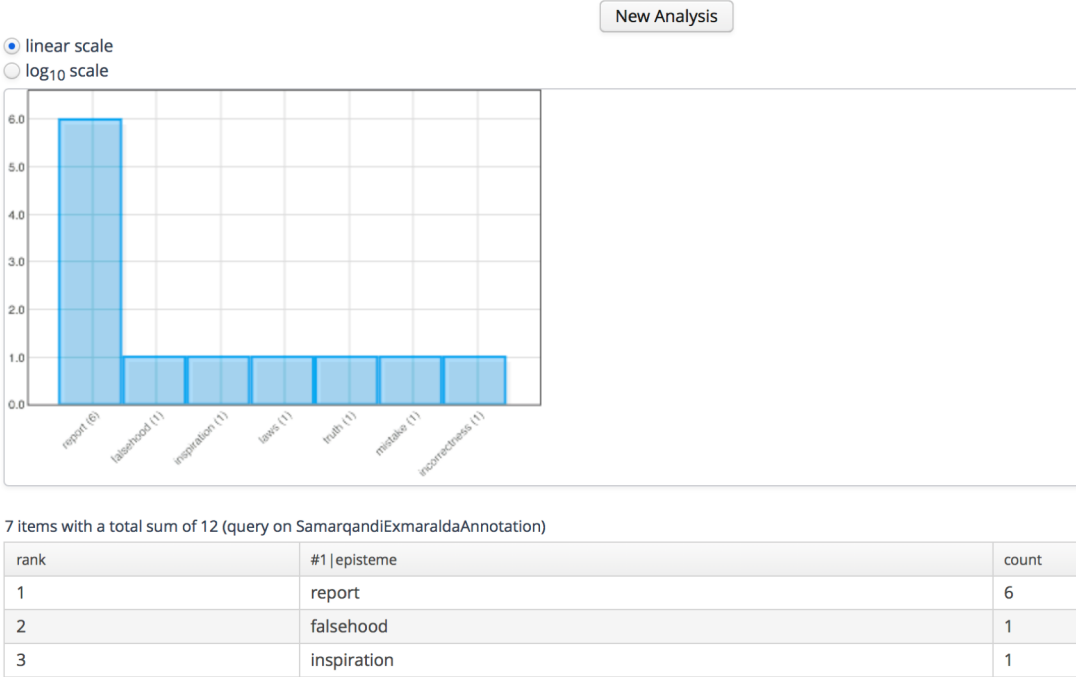 New Analysis
linear scale
log10 scale
6.0
5.0
4.0
3.0
2.0
1.0
0.0
report (6)
falsehood (1)
inspiration (1)
laws (1)
truth (1)
mistake (1)
incorrectness (1)
7 items with a total sum of 12 (query on SamarqandiExmaraldaAnnotation)
rank #1|episteme count
1 report 6
2 falsehood 1
3 inspiration 1